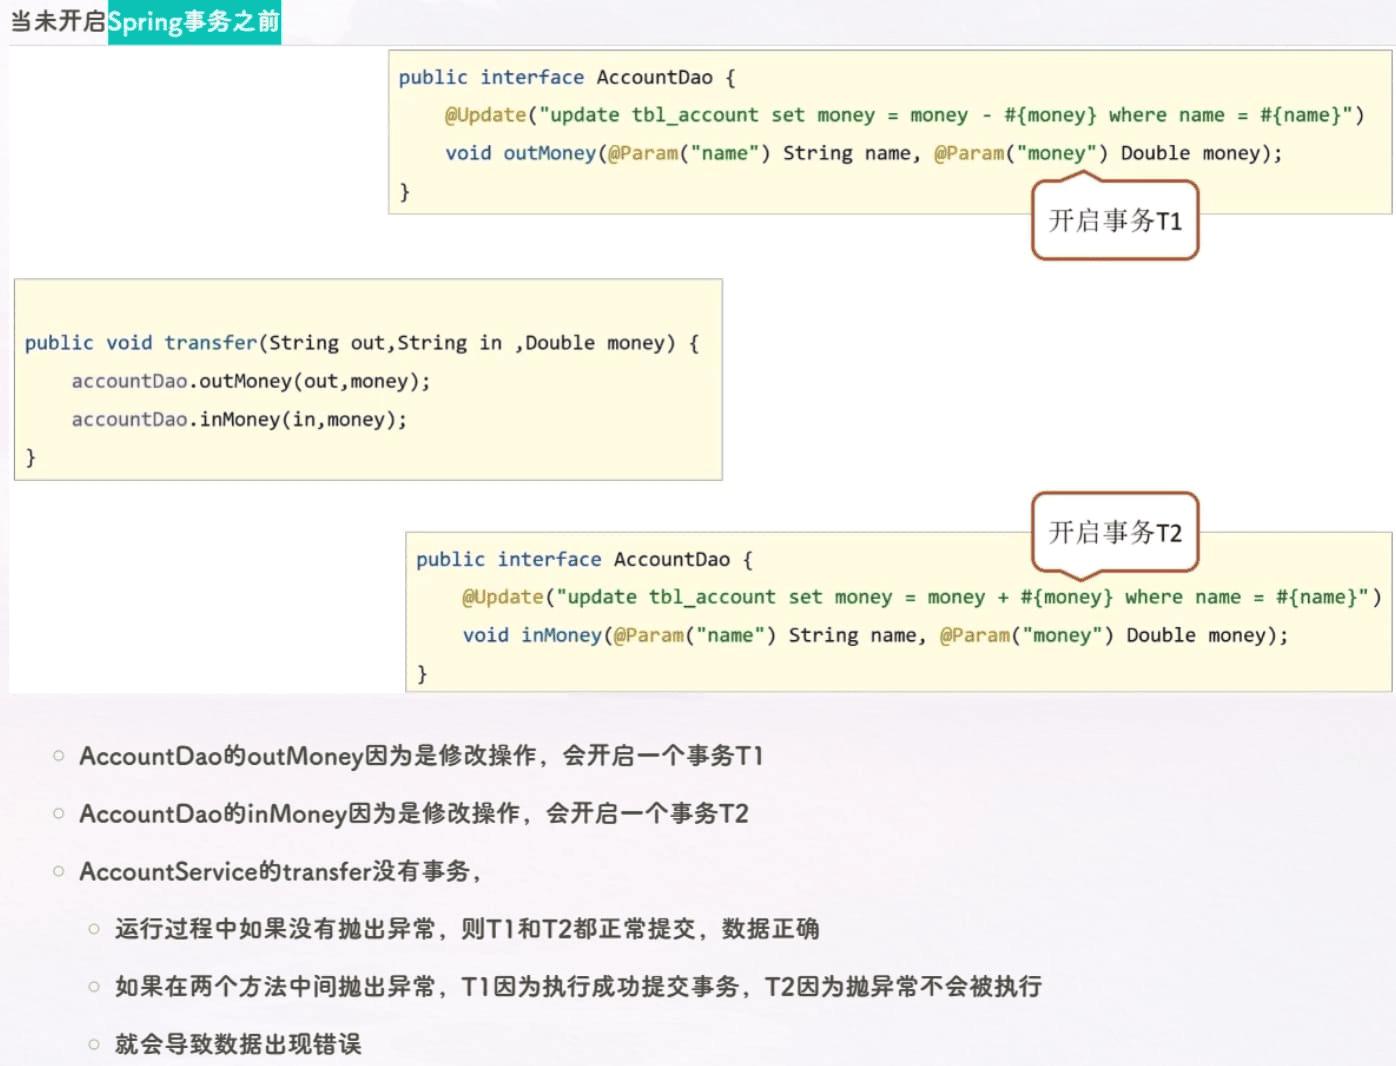 当未开启Spring事务之前
public interface AccountDao {
@Update("update tbl_account set money = money - #{money} where name = #{name}")
void outMoney(@Param("name") String name, @Param("money") Double money);
}
开启事务T1
public void transfer(String out,String in ,Double money) {
accountDao.outMoney(out,money);
accountDao.inMoney(in,money);
}
开启事务T2
public interface AccountDao {
@Update("update tbl_account set money = money + #{money} where name = #{name}")
void inMoney(@Param("name") String name, @Param("money") Double money);
}
AccountDao的outMoney因为是修改操作，会开启一个事务T1
AccountDao的inMoney因为是修改操作，会开启一个事务T2
AccountService的transfer没有事务，
运行过程中如果没有抛出异常，则T1和T2都正常提交，数据正确
如果在两个方法中间抛出异常，T1因为执行成功提交事务，T2因为抛异常不会被执行
就会导致数据出现错误